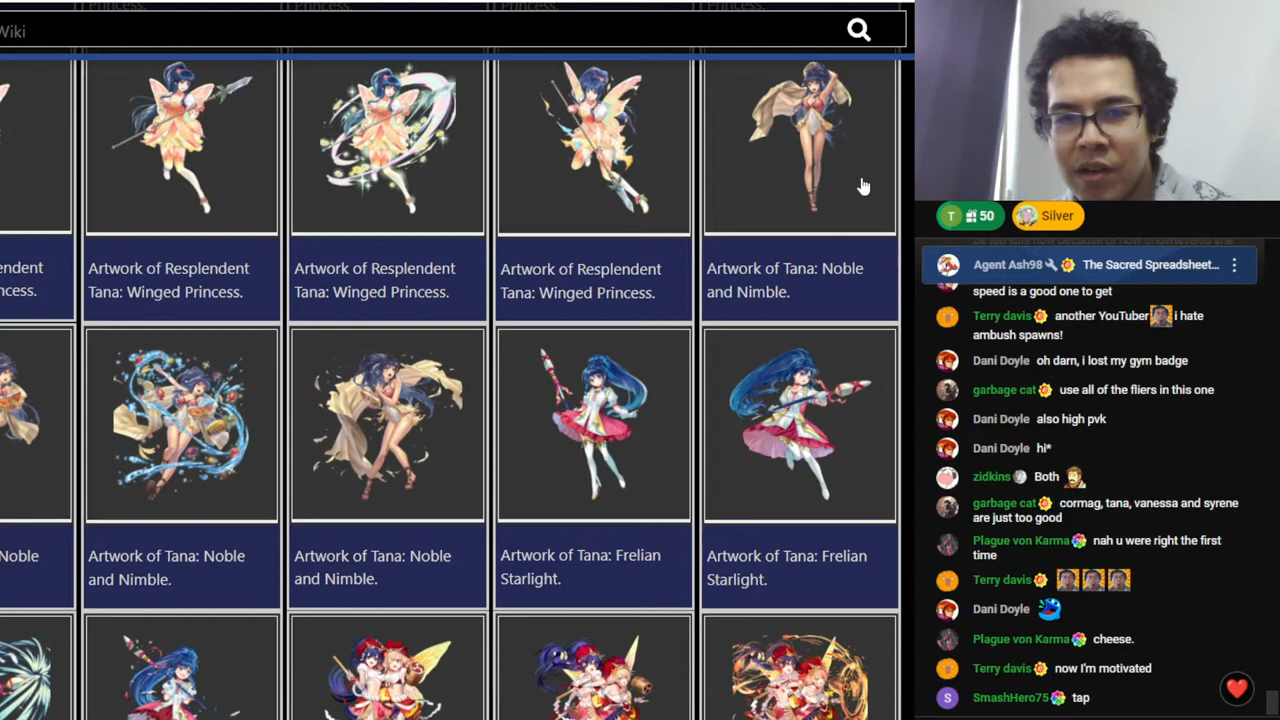 Princess.
Princess.
Princess.
Princess.
Wiki
endent
ncess.
Artwork of Resplendent
Tana: Winged Princess.
Artwork of Resplendent
Tana: Winged Princess.
Artwork of Resplendent
Tana: Winged Princess.
Artwork of Tana: Noble
and Nimble.
Noble
Artwork of Tana: Noble
and Nimble.
Artwork of Tana: Noble
and Nimble.
Artwork of Tana: Frelian
Starlight.
Artwork of Tana: Frelian
Starlight.
T 50
Silver
Agent Ash98 The Sacred Spreadsheet...
speed is a good one to get
Terry davis another YouTuber i hate
ambush spawns!
Dani Doyle oh darn, i lost my gym badge
garbage cat use all of the fliers in this one
Dani Doyle also high pvk
Dani Doyle hi*
zidkins Both
garbage cat cormag, tana, vanessa and syrene
are just too good
Plague von Karma nah u were right the first
time
Terry davis
Dani Doyle
Plague von Karma cheese.
Terry davis now I'm motivated
S SmashHero75 tap